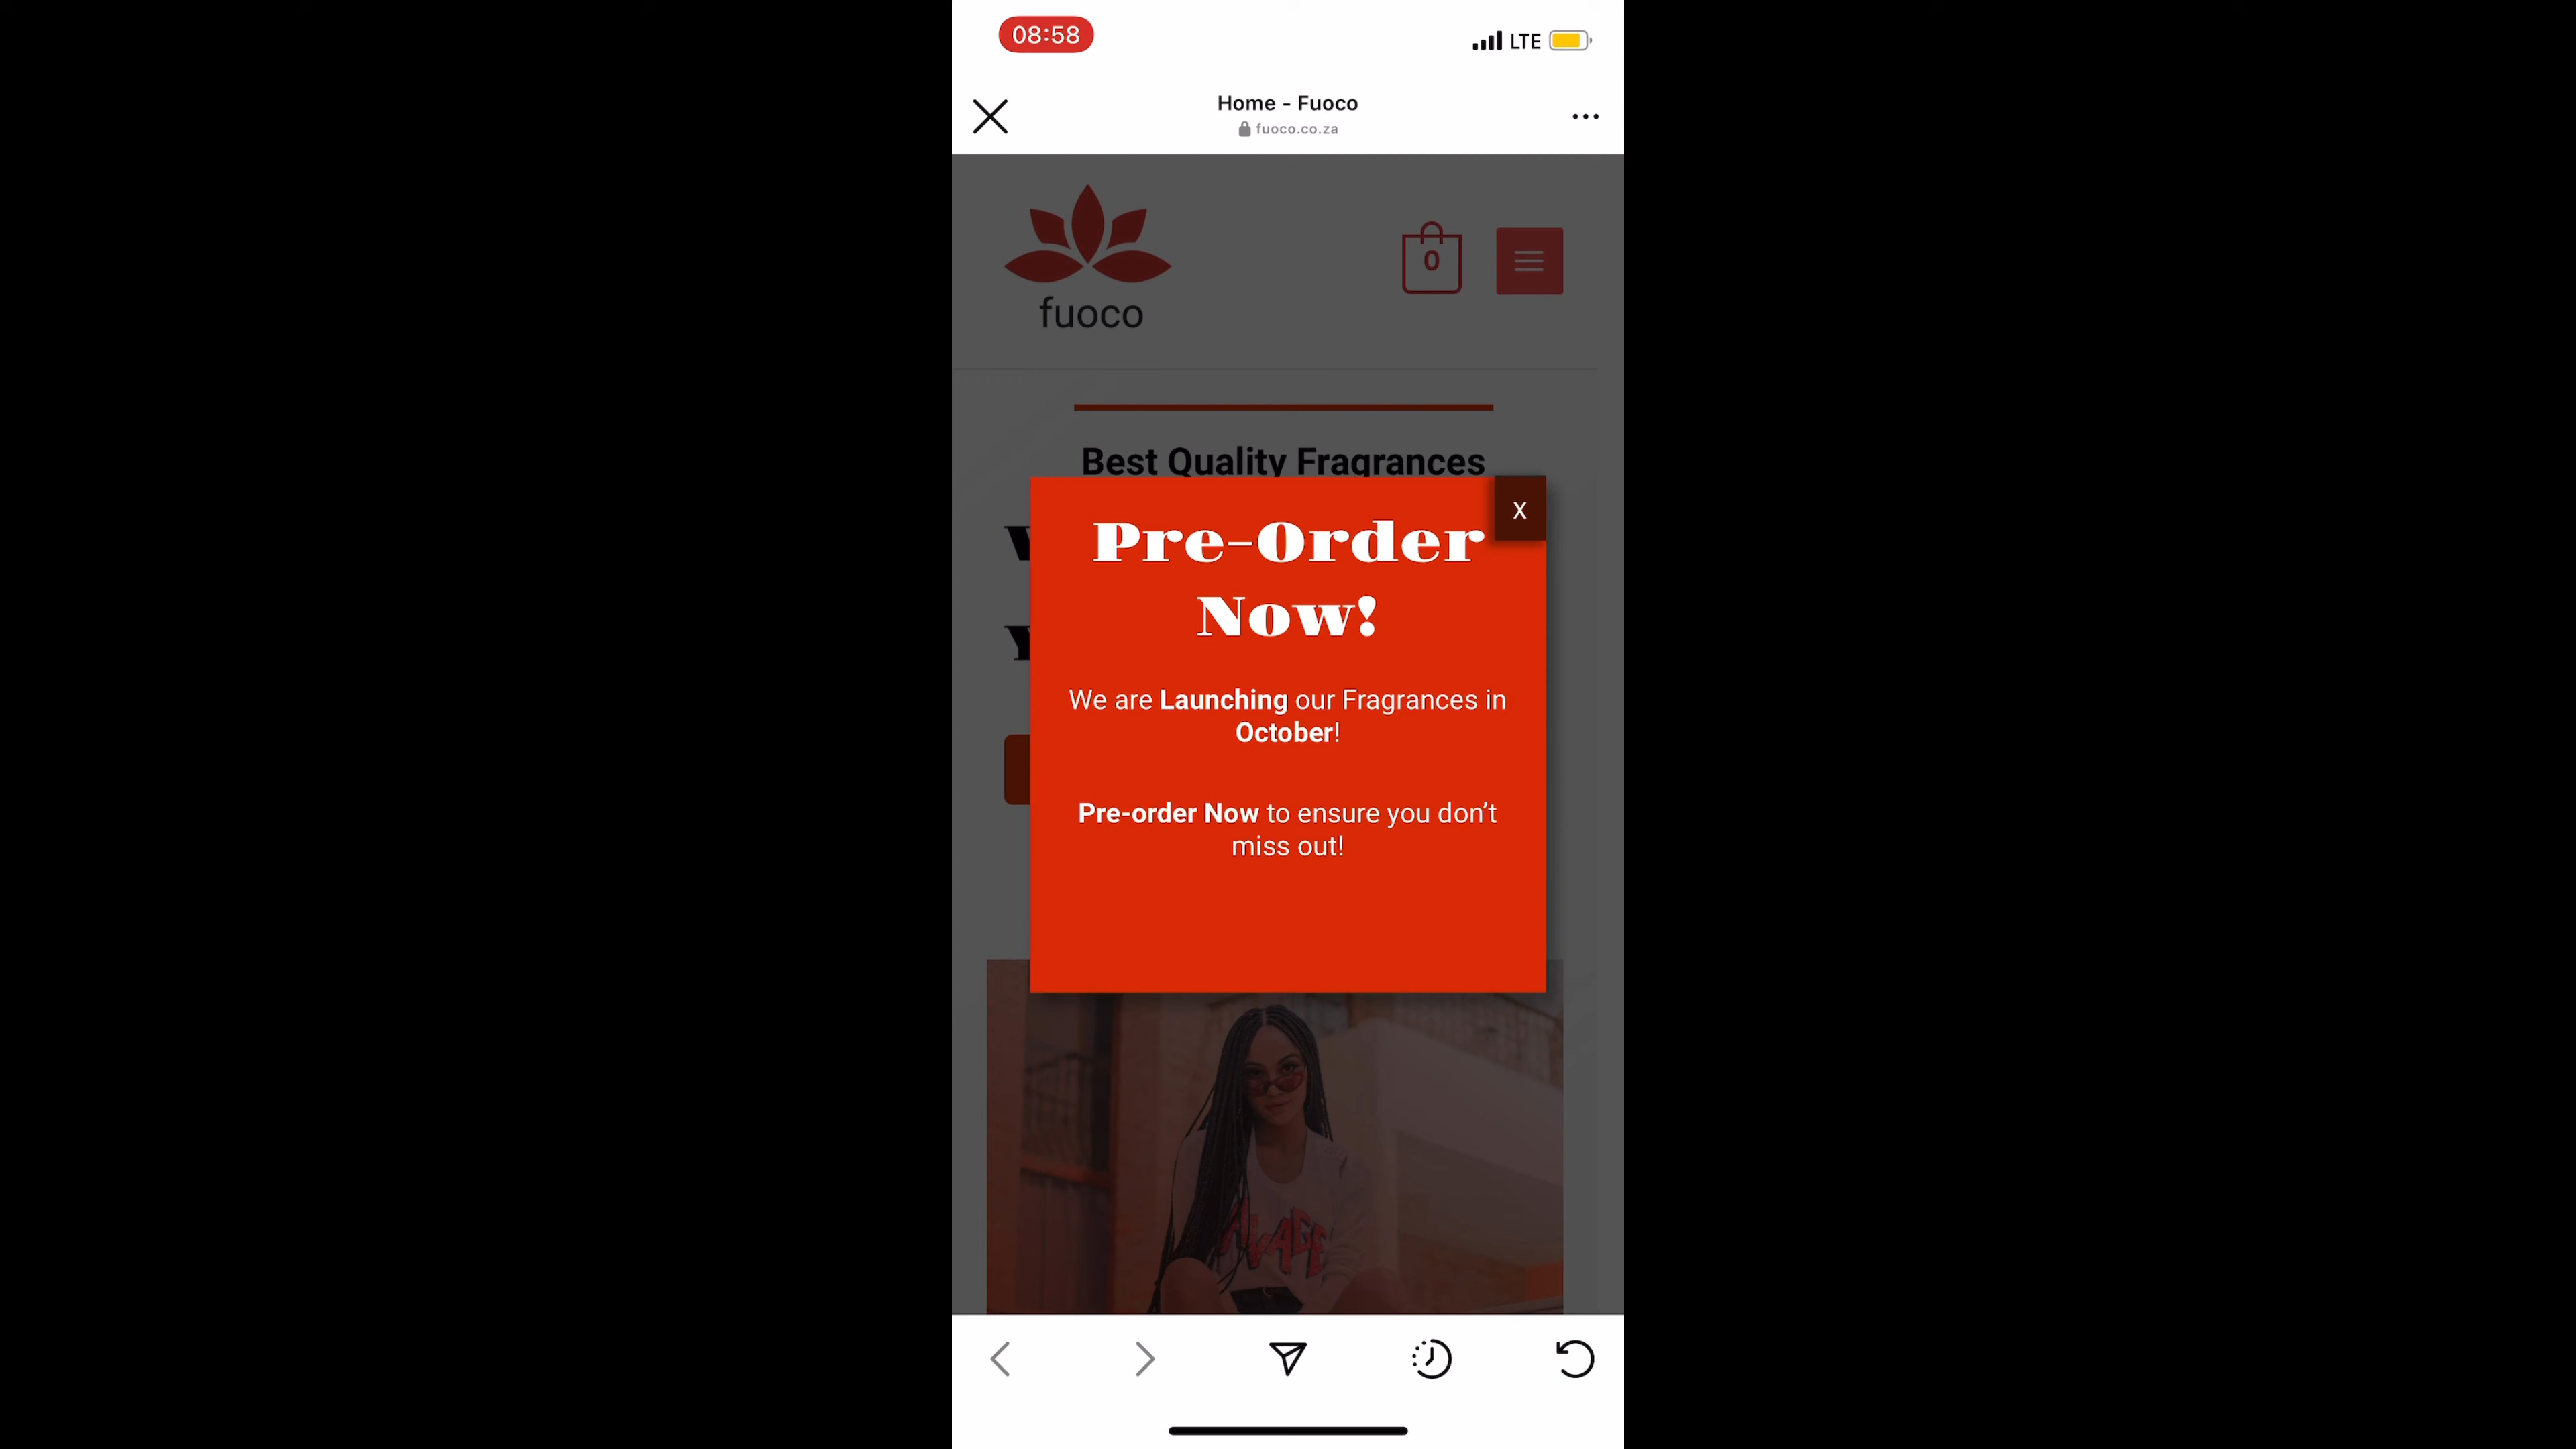 08:58
LTE
Home - Fuoco
fuoco.co.za
0
fuoco
Best Quality Fragrances
X
Pre-Order
Now!
We are Launching our Fragrances in
October!
Pre-order Now to ensure you don't
miss out!